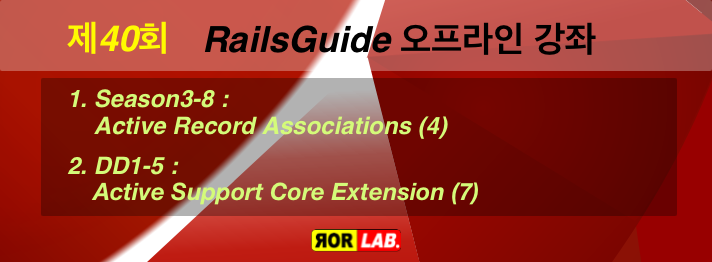 제40회 RailsGuide 오프라인 강좌
1. Season3-8 :
Active Record Associations (4)
2. DD1-5 :
Active Support Core Extension (7)
ЯOR LAB.